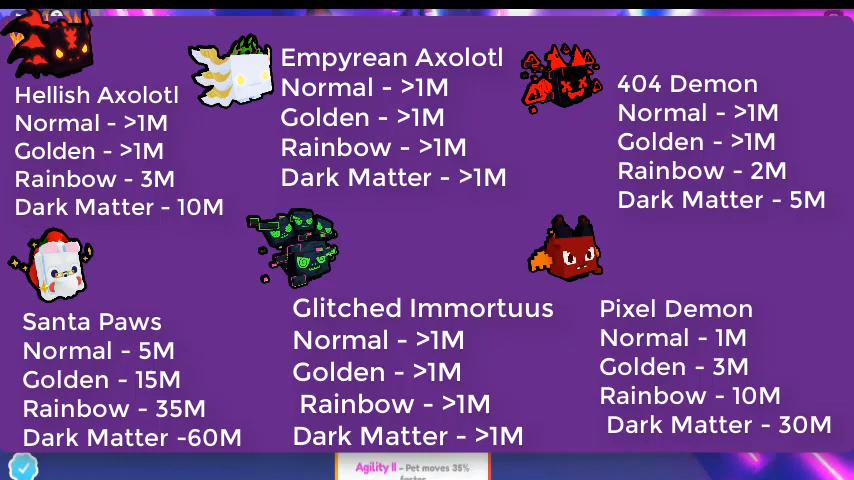 Hellish Axolotl
Normal - >1M
Golden - >1M
Rainbow - 3M
Dark Matter - 10M
Empyrean Axolotl
Normal - >1M
Golden - >1M
Rainbow - >1M
Dark Matter - >1M
404 Demon
Normal - >1M
Golden - >1M
Rainbow - 2M
Dark Matter - 5M
Santa Paws
Normal - 5M
Golden - 15M
Rainbow - 35M
Dark Matter -60M
Glitched Immortuus
Normal - >1M
Golden - >1M
Rainbow - >1M
Dark Matter - >1M
Pixel Demon
Normal - 1M
Golden - 3M
Rainbow - 10M
Dark Matter - 30M
Agility II - Pet moves 35%
faster